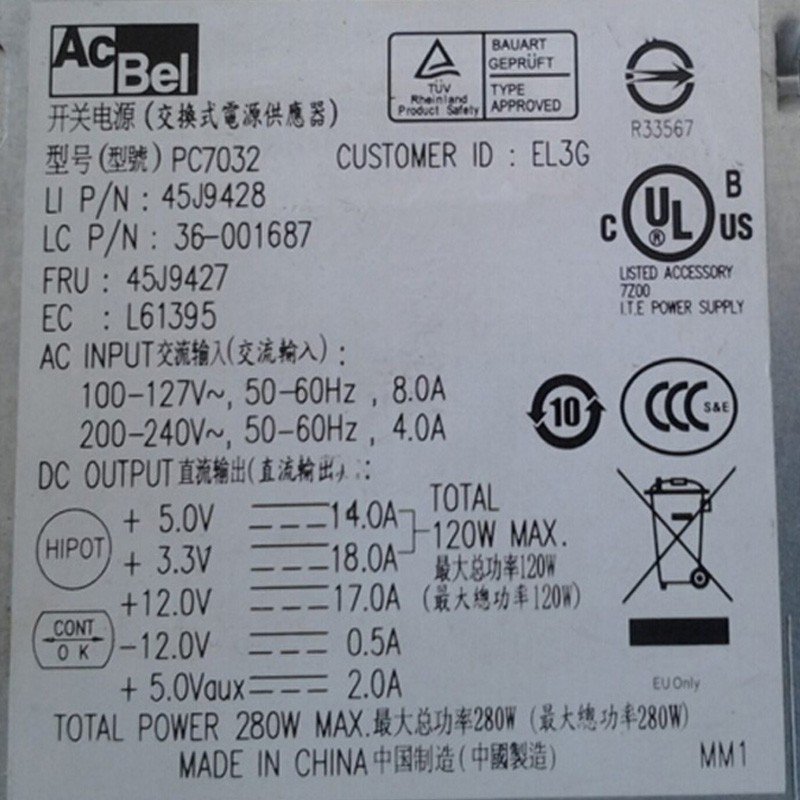 AcBel
开关电源(交換式電源供應器)
TÜV
Rheinland
Product Safety
BAUART
GEPRÜFT
TYPE
APPROVED
R33567
型号(型號) PC7032 CUSTOMER ID : EL3G
LI P/N : 45J9428
LC P/N : 36-001687
FRU : 45J9427
EC : L61395
C UL ® US B
LISTED ACCESSORY
7Z00
I.T.E POWER SUPPLY
AC INPUT交流输入(交流輸入) :
100-127V~, 50-60Hz , 8.0A
200-240V~, 50-60Hz , 4.0A
10
CCC S&E
DC OUTPUT直流输出(直流輸出) :
HIPOT
+ 5.0V 14.0A
+ 3.3V 18.0A
TOTAL
120W MAX.
最大总功率120W
(最大總功率120W)
+12.0V 17.0A
CONT
O K
-12.0V 0.5A
+ 5.0Vaux 2.0A
EU Only
TOTAL POWER 280W MAX.最大总功率280W (最大總功率280W)
MADE IN CHINA中国制造(中國製造)
MM1